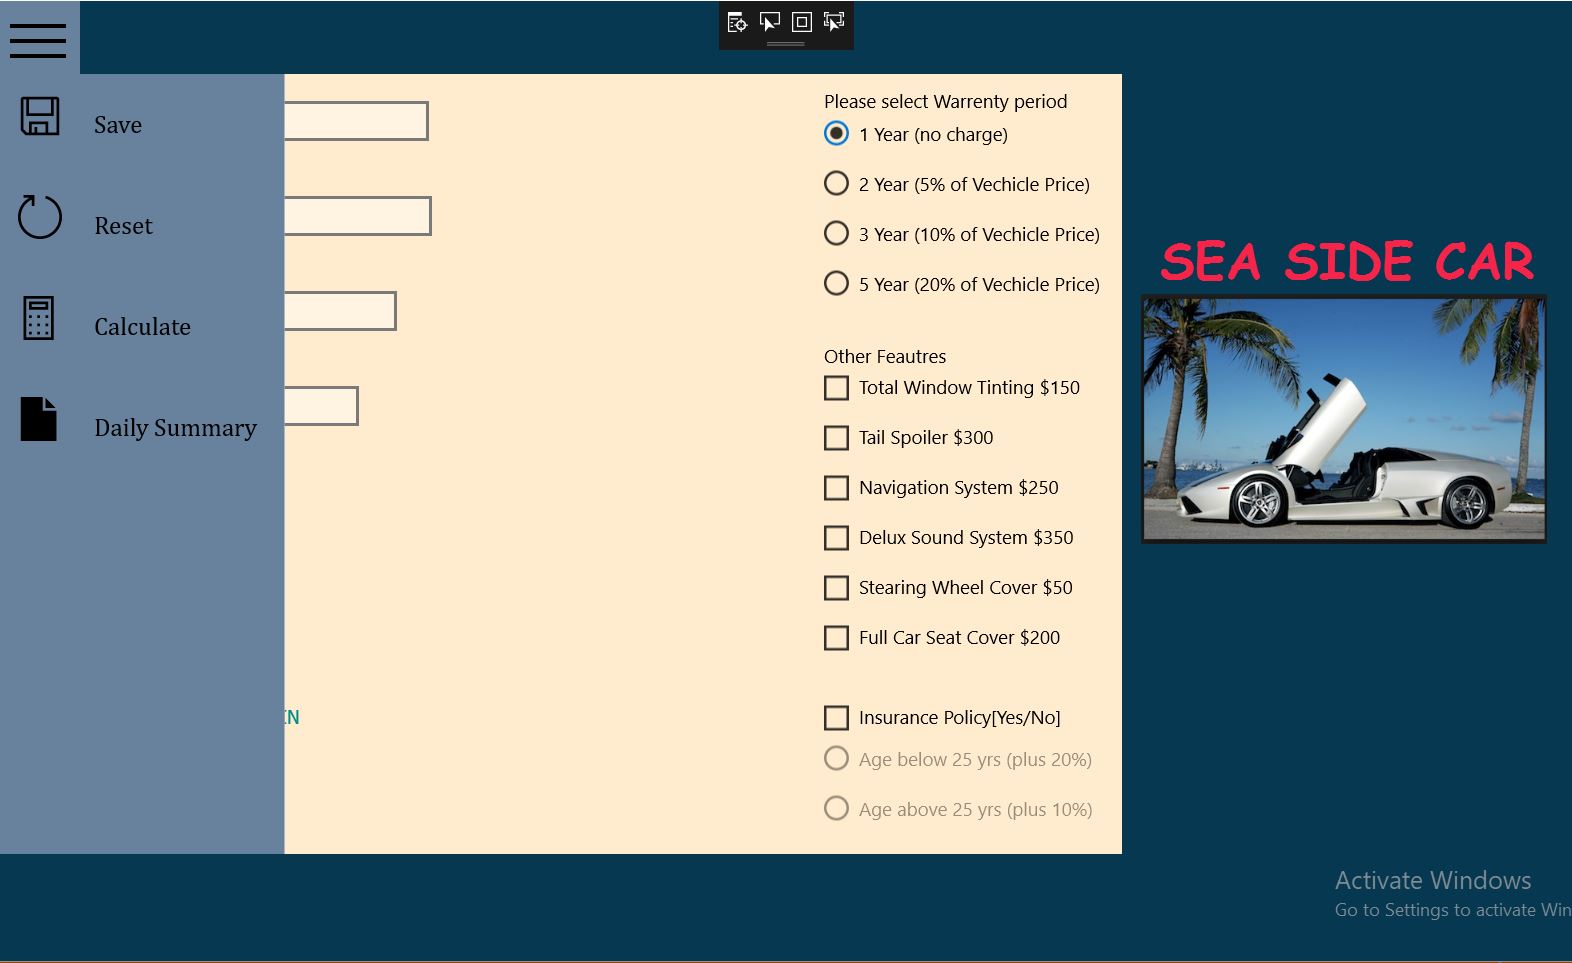 Save
Reset
Calculate
Daily Summary
IN
Please select Warrenty period
1 Year (no charge)
2 Year (5% of Vechicle Price)
3 Year (10% of Vechicle Price)
5 Year (20% of Vechicle Price)
Other Feautres
Total Window Tinting $150
Tail Spoiler $300
Navigation System $250
Delux Sound System $350
Stearing Wheel Cover $50
Full Car Seat Cover $200
Insurance Policy[Yes/No]
Age below 25 yrs (plus 20%)
Age above 25 yrs (plus 10%)
SEA SIDE CAR
Activate Windows
Go to Settings to activate Win